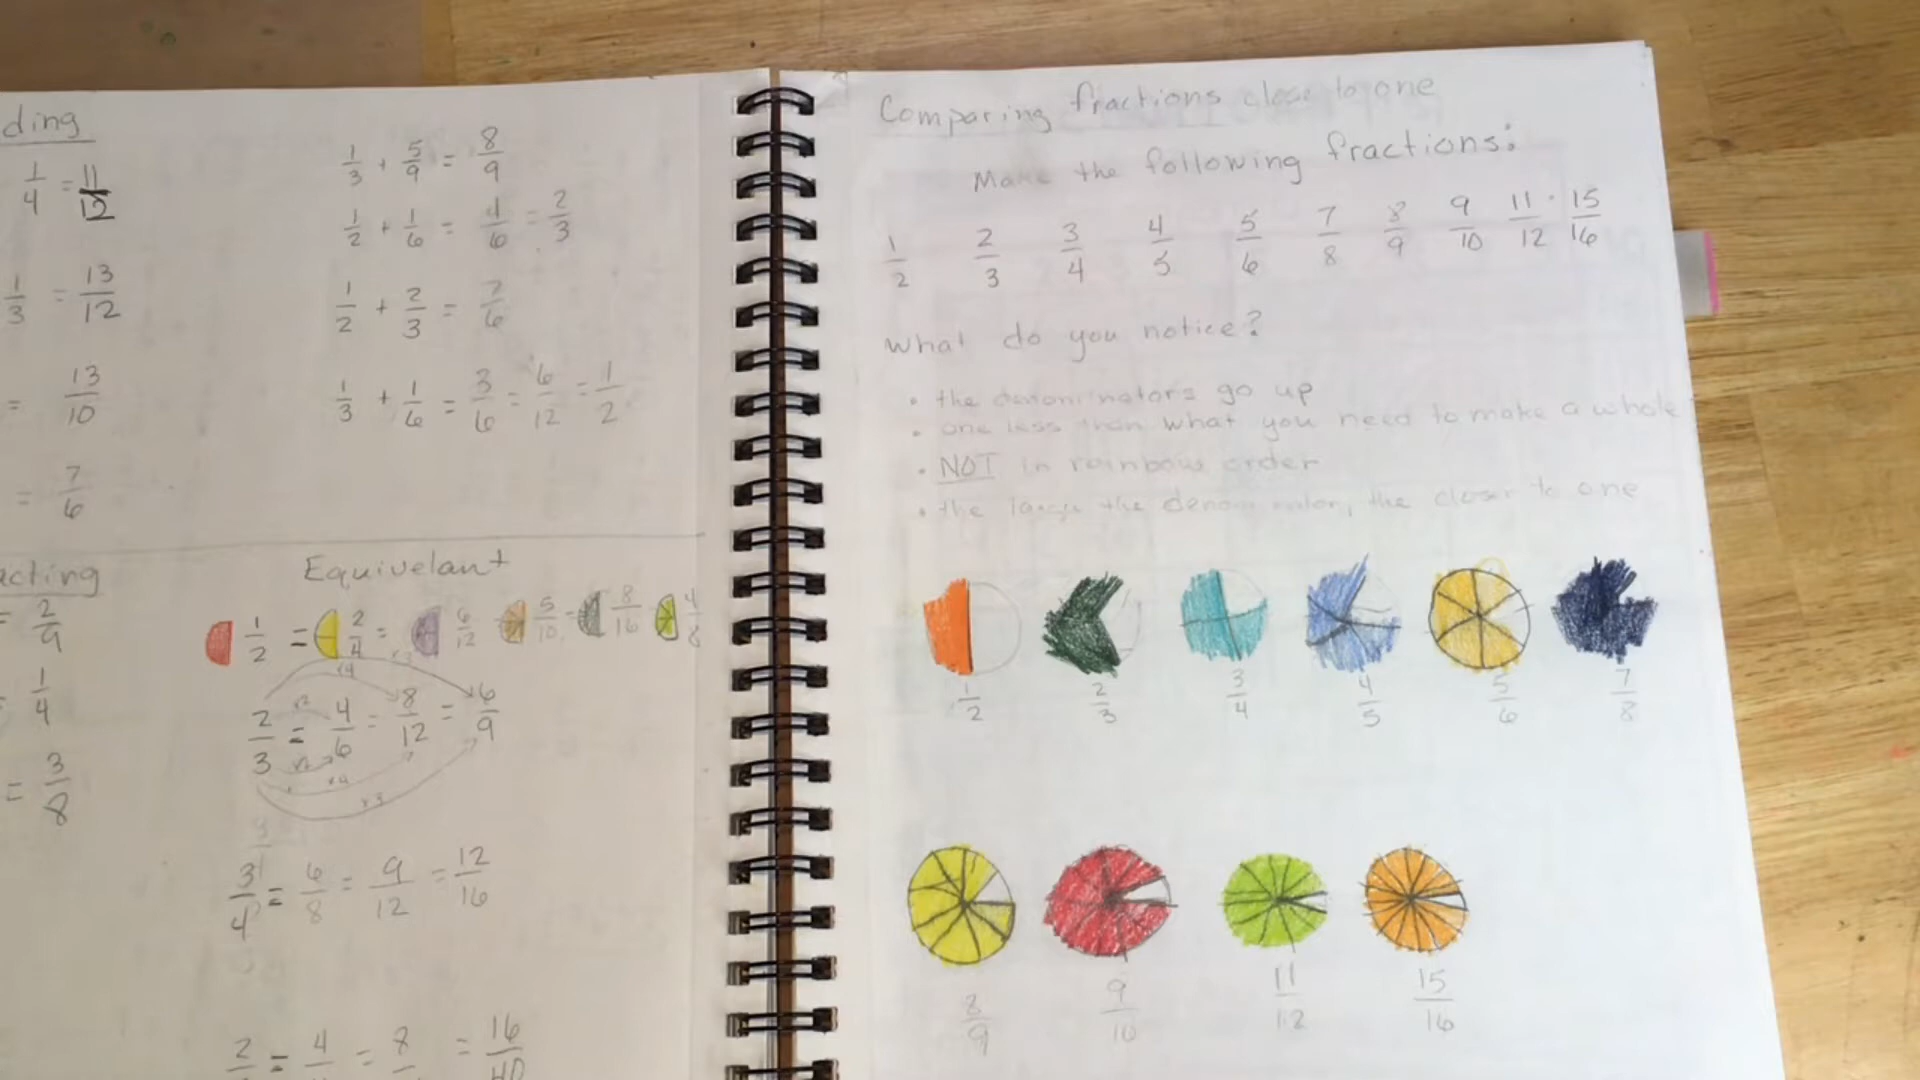 ding
1/4 = 11/12
1/3 = 13/12
= 13/10
= 7/6
1/3 + 5/9 = 8/9
1/2 + 1/6 = 4/6 = 2/3
1/2 + 2/3 = 7/6
1/3 + 1/6 = 3/6 = 6/12 = 1/2
acting
= 2/9
1/4
= 3/8
Equivelant
1/2 = 2/4 = 6/12 5/10 = 8/16 4/8
2/3 = 4/6 = 8/12 = 6/9
x4
x3
3/4 = 6/8 = 9/12 = 12/16
2 = 4 = 8 = 16/40
Comparing fractions close to one
Make the following fractions:
1/2 2/3 3/4 4/5 5/6 7/8 8/9 9/10 11/12 15/16
What do you notice?
• the denominators go up
• one less than what you need to make a whole
• NOT in rainbow order
• the the denominator, the closer to one
1/2 2/3 3/4 4/5 5/6 7/8
8/9 9/10 11/12 15/16